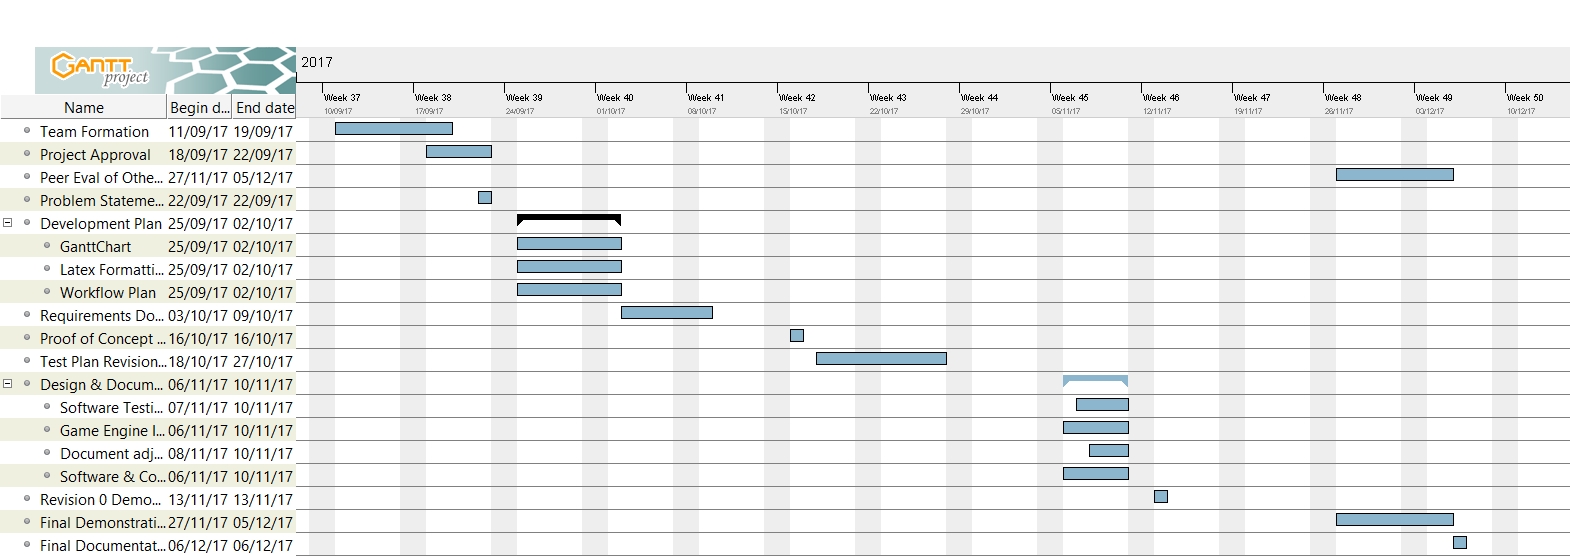 GANTT
project
2017
Name Begin d... End date
Week 37 Week 38 Week 39 Week 40 Week 41 Week 42 Week 43 Week 44 Week 45 Week 46 Week 47 Week 48 Week 49 Week 50
10/09/17 17/09/17 24/09/17 01/10/17 08/10/17 15/10/17 22/10/17 29/10/17 05/11/17 12/11/17 19/11/17 26/11/17 03/12/17 10/12/17
Team Formation 11/09/17 19/09/17
Project Approval 18/09/17 22/09/17
Peer Eval of Othe... 27/11/17 05/12/17
Problem Stateme... 22/09/17 22/09/17
Development Plan 25/09/17 02/10/17
GanttChart 25/09/17 02/10/17
Latex Formatti... 25/09/17 02/10/17
Workflow Plan 25/09/17 02/10/17
Requirements Do... 03/10/17 09/10/17
Proof of Concept ... 16/10/17 16/10/17
Test Plan Revision... 18/10/17 27/10/17
Design & Docum... 06/11/17 10/11/17
Software Testi... 07/11/17 10/11/17
Game Engine I... 06/11/17 10/11/17
Document adj... 08/11/17 10/11/17
Software & Co... 06/11/17 10/11/17
Revision 0 Demo... 13/11/17 13/11/17
Final Demonstrati... 27/11/17 05/12/17
Final Documentat... 06/12/17 06/12/17